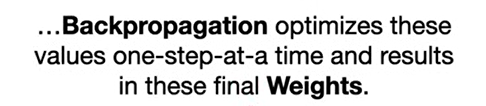 ...Backpropagation optimizes these
values one-step-at-a time and results
in these final Weights.